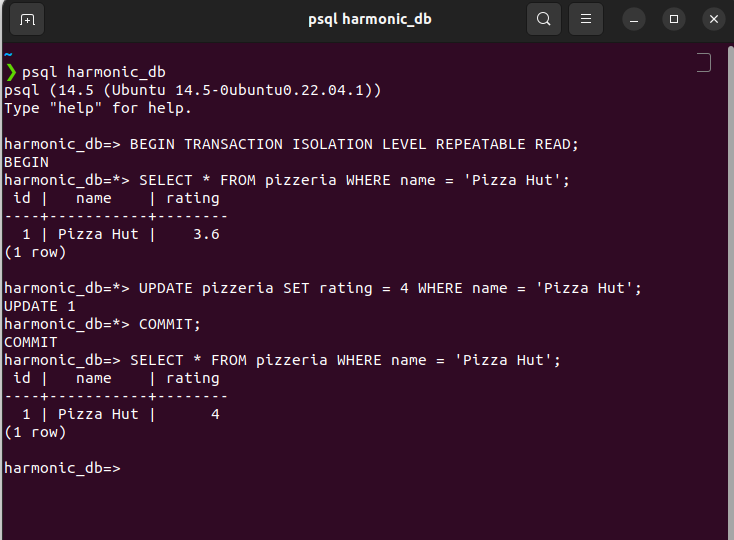 psql harmonic_db
~
❯ psql harmonic_db
psql (14.5 (Ubuntu 14.5-0ubuntu0.22.04.1))
Type "help" for help.
harmonic_db=> BEGIN TRANSACTION ISOLATION LEVEL REPEATABLE READ;
BEGIN
harmonic_db=*> SELECT * FROM pizzeria WHERE name = 'Pizza Hut';
 id |   name    | rating
----+-----------+--------
  1 | Pizza Hut |    3.6
(1 row)
harmonic_db=*> UPDATE pizzeria SET rating = 4 WHERE name = 'Pizza Hut';
UPDATE 1
harmonic_db=*> COMMIT;
COMMIT
harmonic_db=> SELECT * FROM pizzeria WHERE name = 'Pizza Hut';
 id |   name    | rating
----+-----------+--------
  1 | Pizza Hut |      4
(1 row)
harmonic_db=>